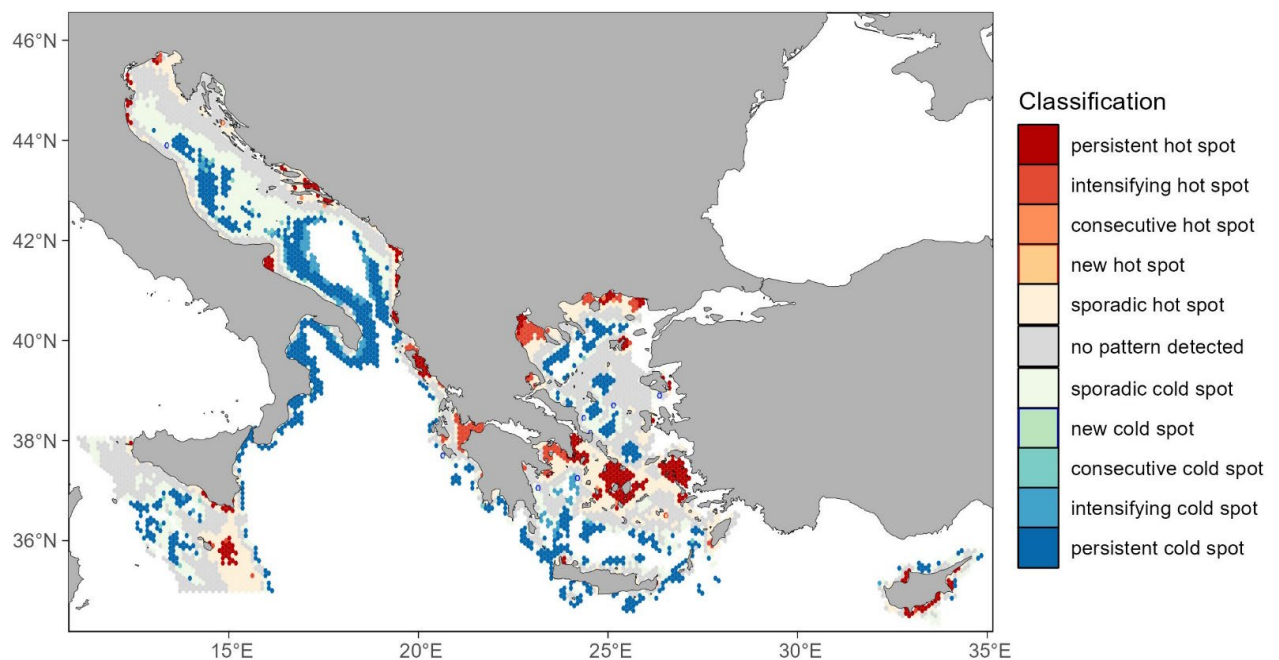 46°N
44°N
42°N
40°N
38°N
36°N
15°E
20°E
25°E
30°E
35°E
Classification
persistent hot spot
intensifying hot spot
consecutive hot spot
new hot spot
sporadic hot spot
no pattern detected
sporadic cold spot
new cold spot
consecutive cold spot
intensifying cold spot
persistent cold spot